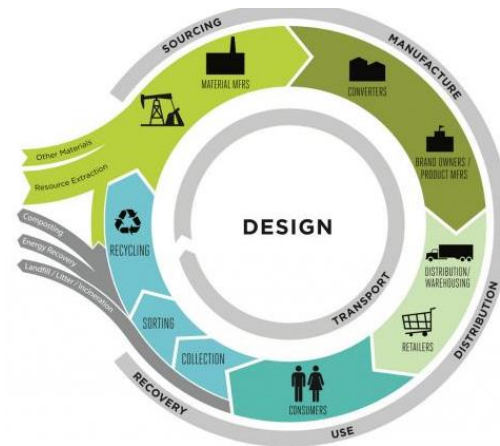 SOURCING
MANUFACTURE
MATERIAL MFRS
CONVERTERS
BRAND OWNERS /
PRODUCT MFRS
Other Materials
Resource Extraction
Composting
Energy Recovery
Landfill / Litter / Incineration
RECYCLING
DESIGN
DISTRIBUTION/
WAREHOUSING
TRANSPORT
DISTRIBUTION
SORTING
RETAILERS
COLLECTION
CONSUMERS
RECOVERY
USE